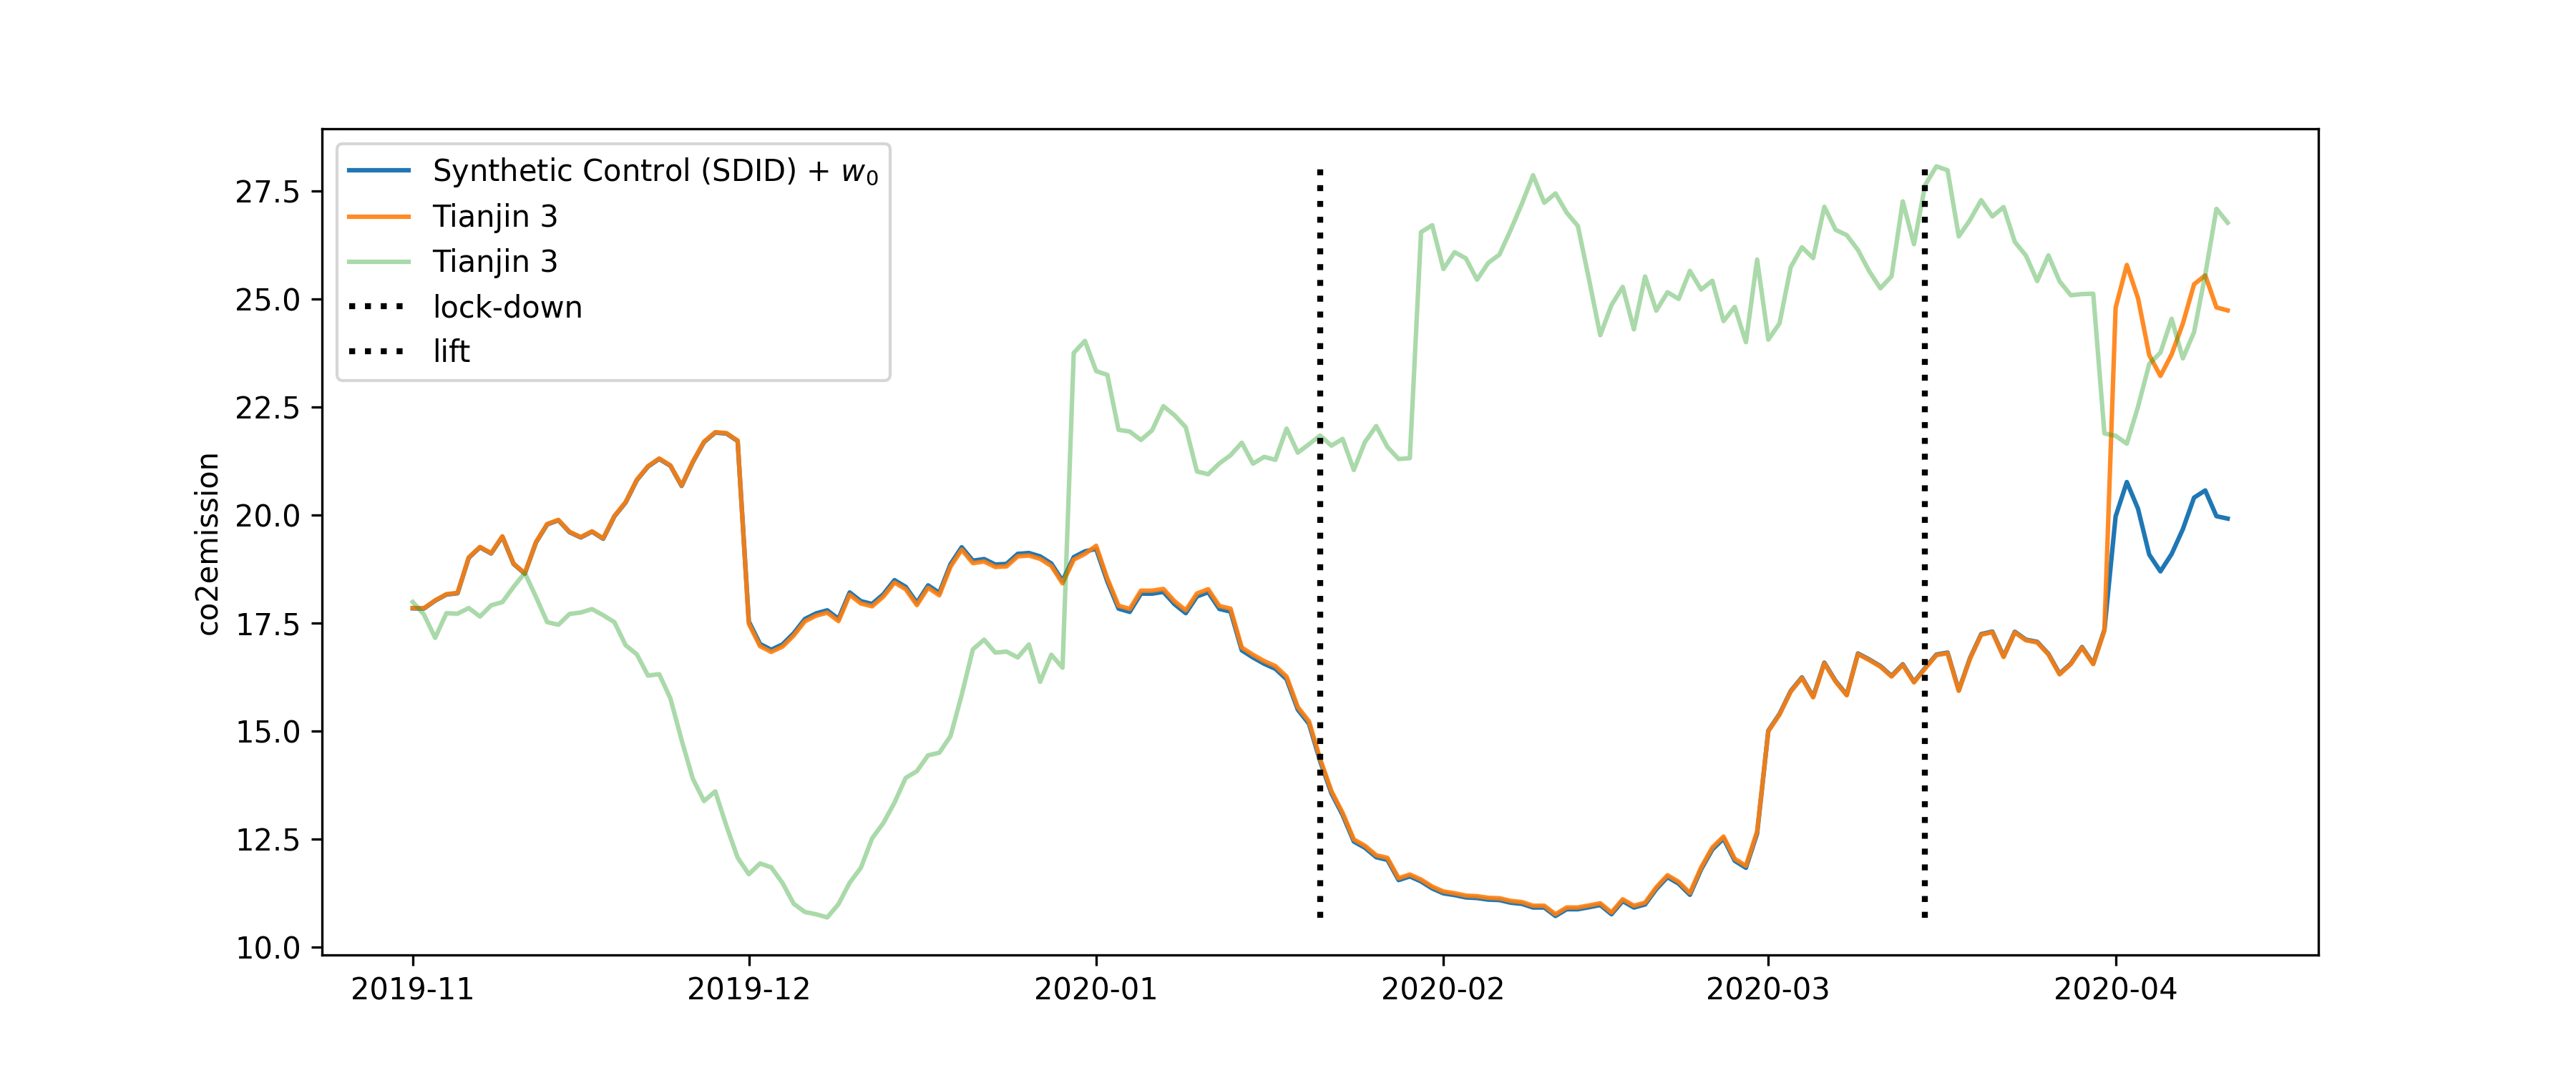 Synthetic Control (SDID) + w₀
Tianjin 3
Tianjin 3
lock-down
lift
co2emission
27.5
25.0
22.5
20.0
17.5
15.0
12.5
10.0
2019-11 2019-12 2020-01 2020-02 2020-03 2020-04